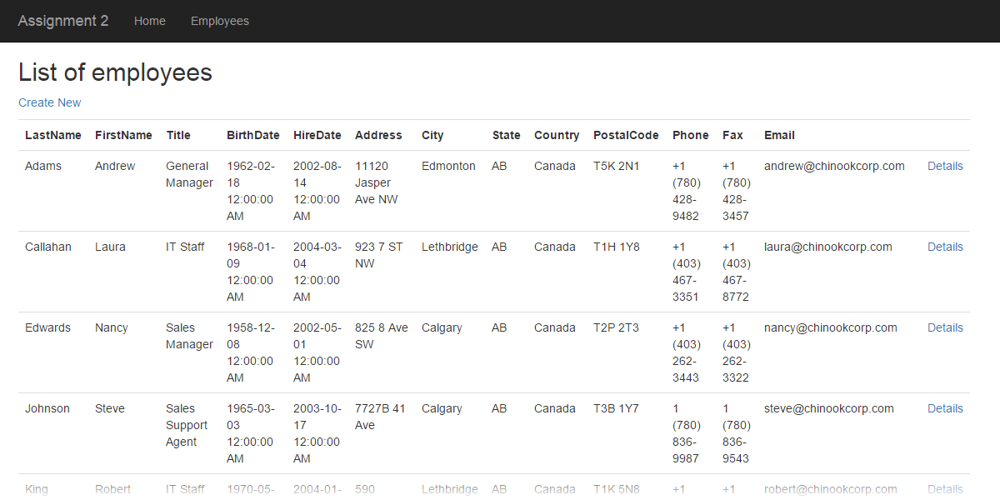 Assignment 2 Home Employees
List of employees
Create New
LastName FirstName Title BirthDate HireDate Address City State Country PostalCode Phone Fax Email
Adams Andrew General 1962-02- 2002-08- 11120 Edmonton AB Canada T5K 2N1 +1 +1 andrew@chinookcorp.com Details
Manager 18 14 Jasper (780) (780)
12:00:00 12:00:00 Ave NW 428- 428-
AM AM 9482 3457
Callahan Laura IT Staff 1968-01- 2004-03- 923 7 ST Lethbridge AB Canada T1H 1Y8 +1 +1 laura@chinookcorp.com Details
09 04 NW (403) (403)
12:00:00 12:00:00 467- 467-
AM AM 3351 8772
Edwards Nancy Sales 1958-12- 2002-05- 825 8 Ave Calgary AB Canada T2P 2T3 +1 +1 nancy@chinookcorp.com Details
Manager 08 01 SW (403) (403)
12:00:00 12:00:00 262- 262-
AM AM 3443 3322
Johnson Steve Sales 1965-03- 2003-10- 7727B 41 Calgary AB Canada T3B 1Y7 1 1 steve@chinookcorp.com Details
Support 03 17 Ave (780) (780)
Agent 12:00:00 12:00:00 836- 836-
AM AM 9987 9543
King Robert IT Staff 1970-05- 2004-01- 590 Lethbridge AB Canada T1K 5N8 +1 +1 robert@chinookcorp.com Details